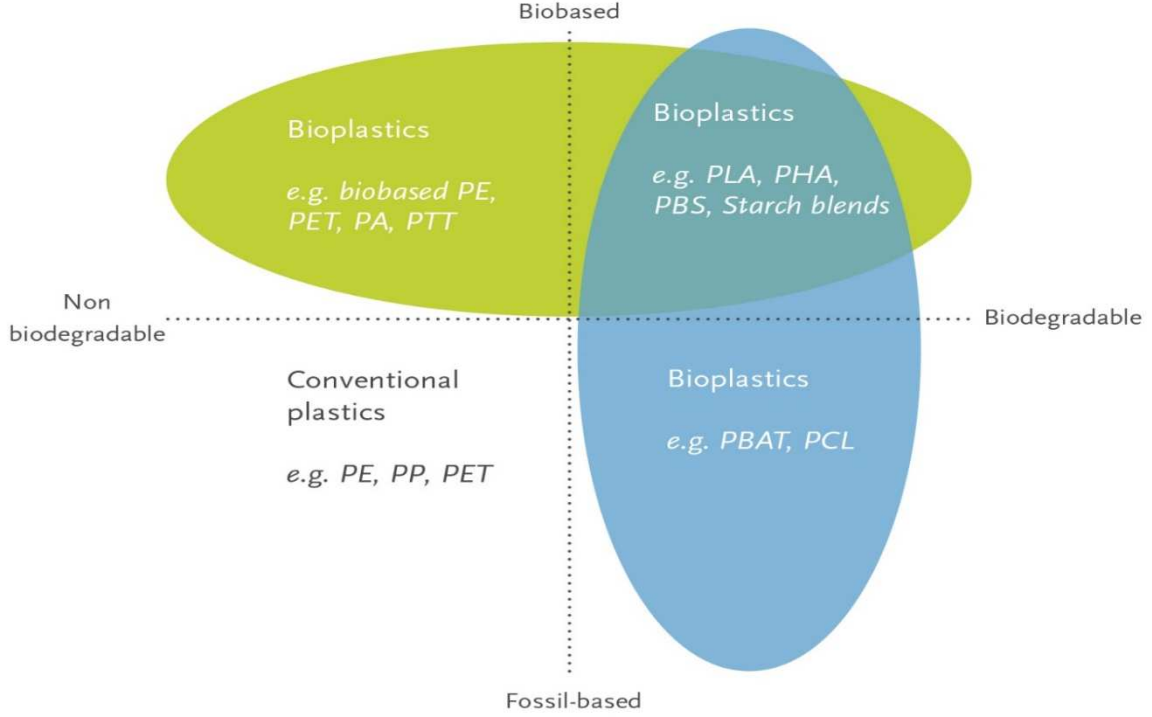 Biobased
Bioplastics
e.g. biobased PE,
PET, PA, PTT
Bioplastics
e.g. PLA, PHA,
PBS, Starch blends
Non
biodegradable
Biodegradable
Conventional
plastics
e.g. PE, PP, PET
Bioplastics
e.g. PBAT, PCL
Fossil-based